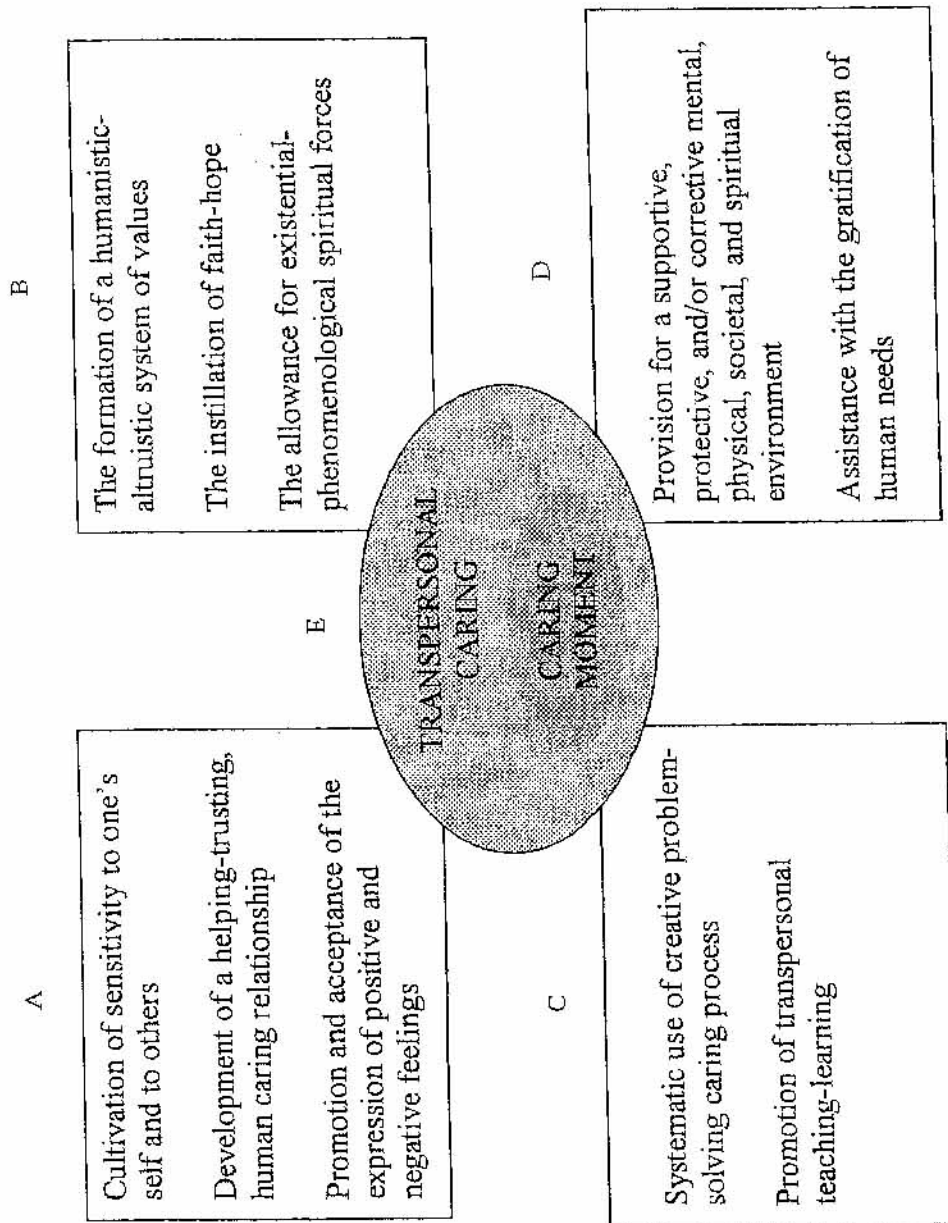 A
Cultivation of sensitivity to one's
self and to others
Development of a helping-trusting,
human caring relationship
Promotion and acceptance of the
expression of positive and
negative feelings
B
The formation of a humanistic-
altruistic system of values
The instillation of faith-hope
The allowance for existential-
phenomenological spiritual forces
E
TRANSPERSONAL
CARING
CARING
MOMENT
C
Systematic use of creative problem-
solving caring process
Promotion of transpersonal
teaching-learning
D
Provision for a supportive,
protective, and/or corrective mental,
physical, societal, and spiritual
environment
Assistance with the gratification of
human needs